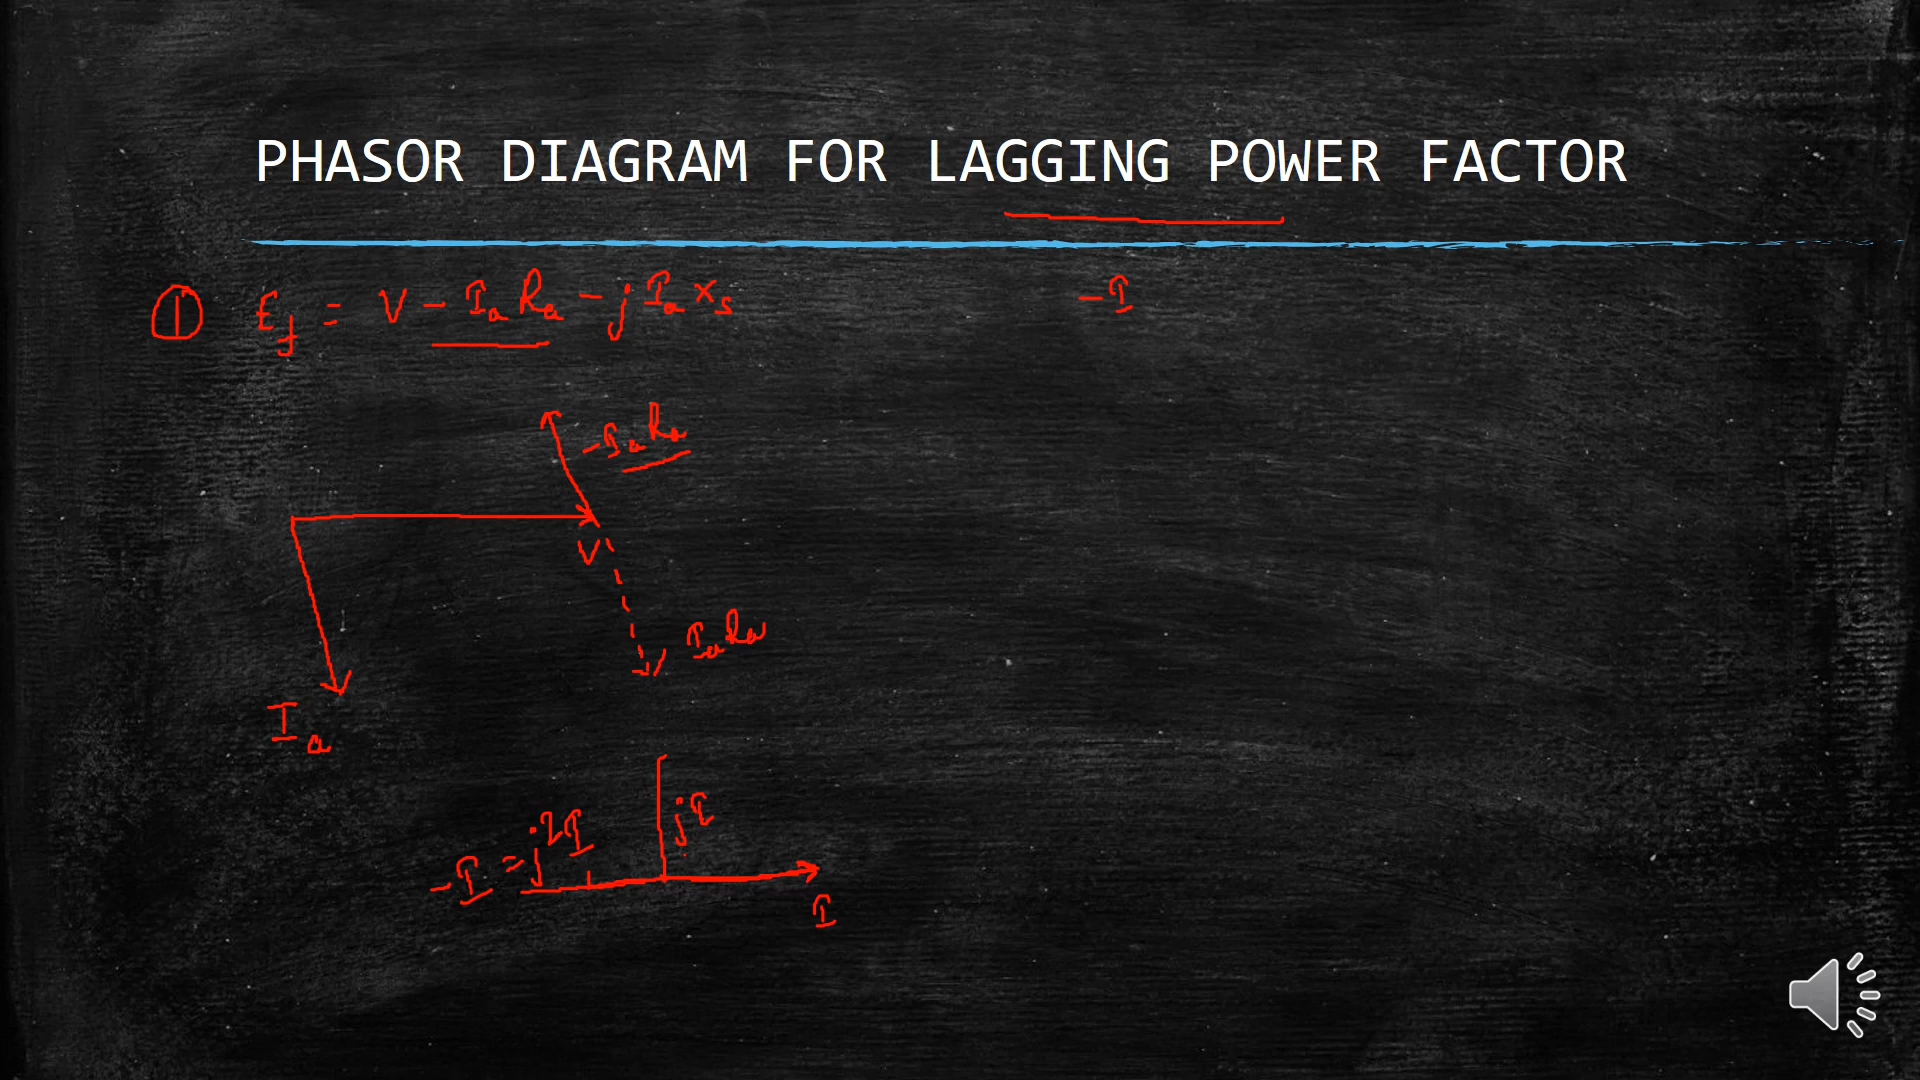 PHASOR DIAGRAM FOR LAGGING POWER FACTOR
① E_f = V - I_a R_a - j I_a X_s
-I
-I_a R_a
V
I_a R_a
I_a
jI
-I = j²I
I